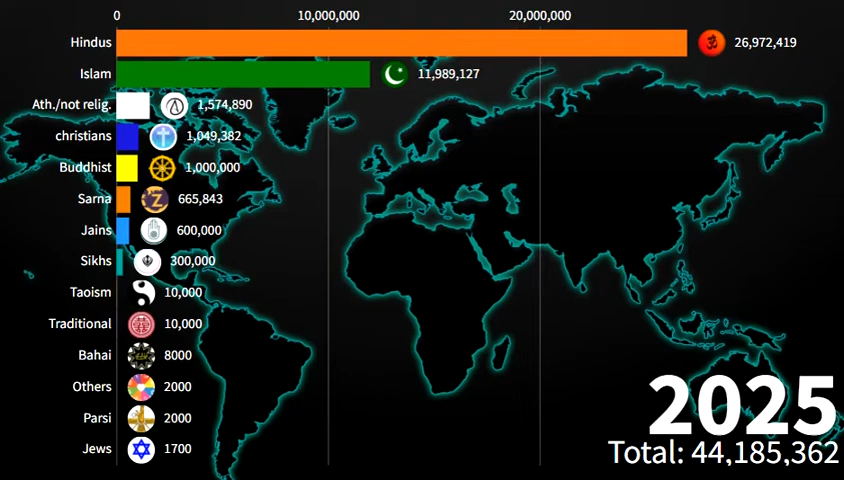 0 10,000,000 20,000,000
Hindus 26,972,419
Islam 11,989,127
Ath./not relig. 1,574,890
christians 1,049,382
Buddhist 1,000,000
Sarna 665,843
Jains 600,000
Sikhs 300,000
Taoism 10,000
Traditional 10,000
Bahai 8000
Others 2000
Parsi 2000
Jews 1700
2025
Total: 44,185,362